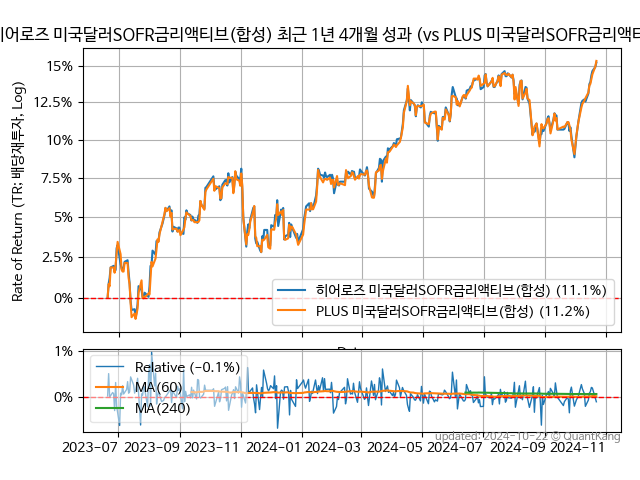 히어로즈 미국달러SOFR금리액티브(합성) 최근 1년 4개월 성과 (vs PLUS 미국달러SOFR금리액티
Rate of Return (TR: 배당재투자, Log)
15%
12.5%
10%
7.5%
5%
2.5%
0%
히어로즈 미국달러SOFR금리액티브(합성) (11.1%)
PLUS 미국달러SOFR금리액티브(합성) (11.2%)
1%
0%
Relative (-0.1%)
MA(60)
MA(240)
2023-07 2023-09 2023-11 2024-01 2024-03 2024-05 2024-07 2024-09 2024-11
updated: 2024-10-22 © QuantKang